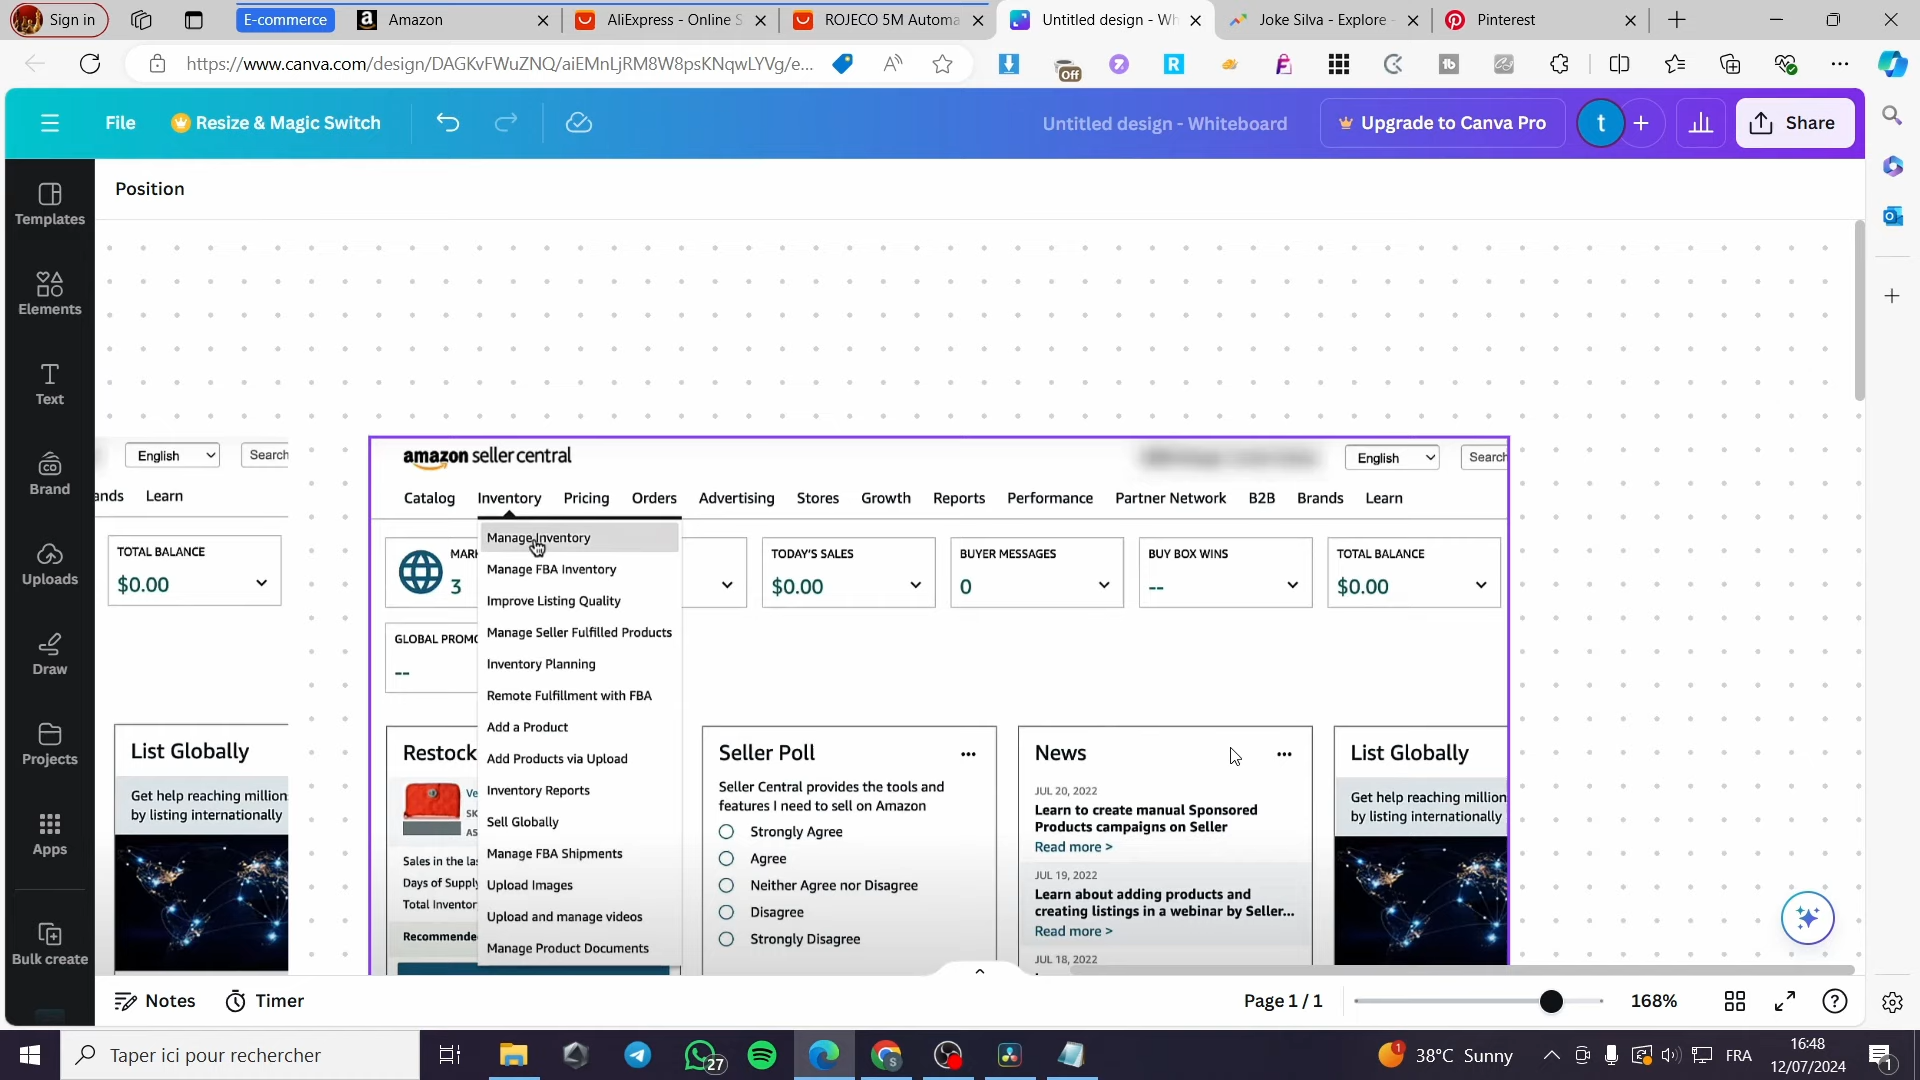 Sign in
E-commerce
Amazon
AliExpress - Online S
ROJECO 5M Automa
Untitled design - Wh
Joke Silva - Explore -
Pinterest
https://www.canva.com/design/DAGKvFWuZNQ/aiEMnLjRM8W8psKNqwLYVg/e...
Off
File
Resize & Magic Switch
Untitled design - Whiteboard
Upgrade to Canva Pro
t
Share
Templates
Elements
Text
Brand
Uploads
Draw
Projects
Apps
Bulk create
Position
English
Search
ands
Learn
TOTAL BALANCE
$0.00
List Globally
Get help reaching million
by listing internationally
amazon seller central
English
Search
Catalog
Inventory
Pricing
Orders
Advertising
Stores
Growth
Reports
Performance
Partner Network
B2B
Brands
Learn
Manage Inventory
Manage FBA Inventory
Improve Listing Quality
Manage Seller Fulfilled Products
Inventory Planning
Remote Fulfillment with FBA
Add a Product
Add Products via Upload
Inventory Reports
Sell Globally
Manage FBA Shipments
Upload Images
Upload and manage videos
Manage Product Documents
MAR
3
TODAY'S SALES
$0.00
BUYER MESSAGES
0
BUY BOX WINS
--
TOTAL BALANCE
$0.00
GLOBAL PROMO
--
Restock
Ve
SK
AS
Sales in the la
Days of Supply
Total Inventor
Recommende
Seller Poll
Seller Central provides the tools and
features I need to sell on Amazon
Strongly Agree
Agree
Neither Agree nor Disagree
Disagree
Strongly Disagree
News
JUL 20, 2022
Learn to create manual Sponsored
Products campaigns on Seller
Read more >
JUL 19, 2022
Learn about adding products and
creating listings in a webinar by Seller...
Read more >
JUL 18, 2022
List Globally
Get help reaching million
by listing internationally
Notes
Timer
Page 1 / 1
168%
Taper ici pour rechercher
27
1
38°C Sunny
FRA
16:48
12/07/2024
1